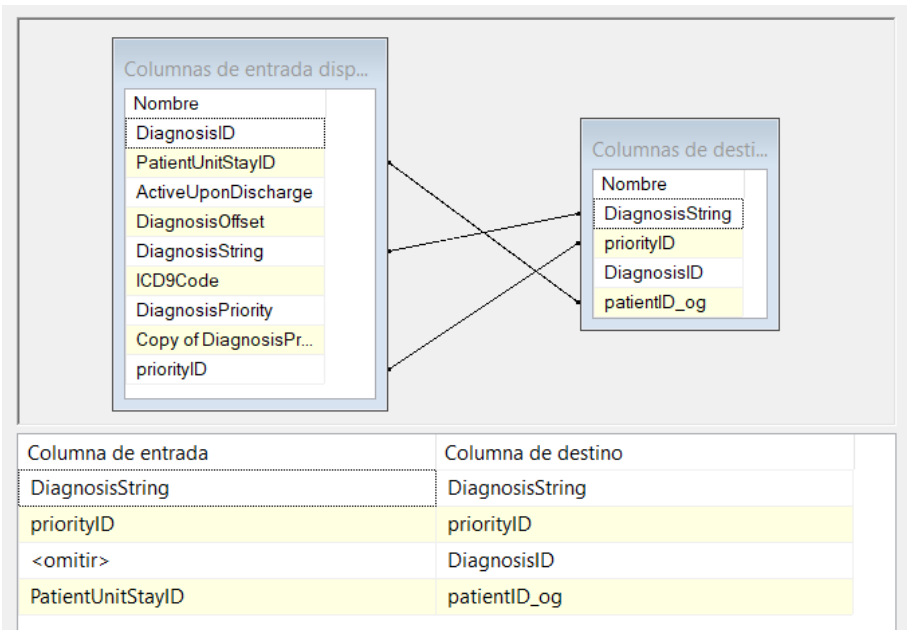 Columnas de entrada disp...
Nombre
DiagnosisID
PatientUnitStayID
ActiveUponDischarge
DiagnosisOffset
DiagnosisString
ICD9Code
DiagnosisPriority
Copy of DiagnosisPr...
priorityID
Columnas de desti...
Nombre
DiagnosisString
priorityID
DiagnosisID
patientID_og
Columna de entrada Columna de destino
DiagnosisString DiagnosisString
priorityID priorityID
<omitir> DiagnosisID
PatientUnitStayID patientID_og